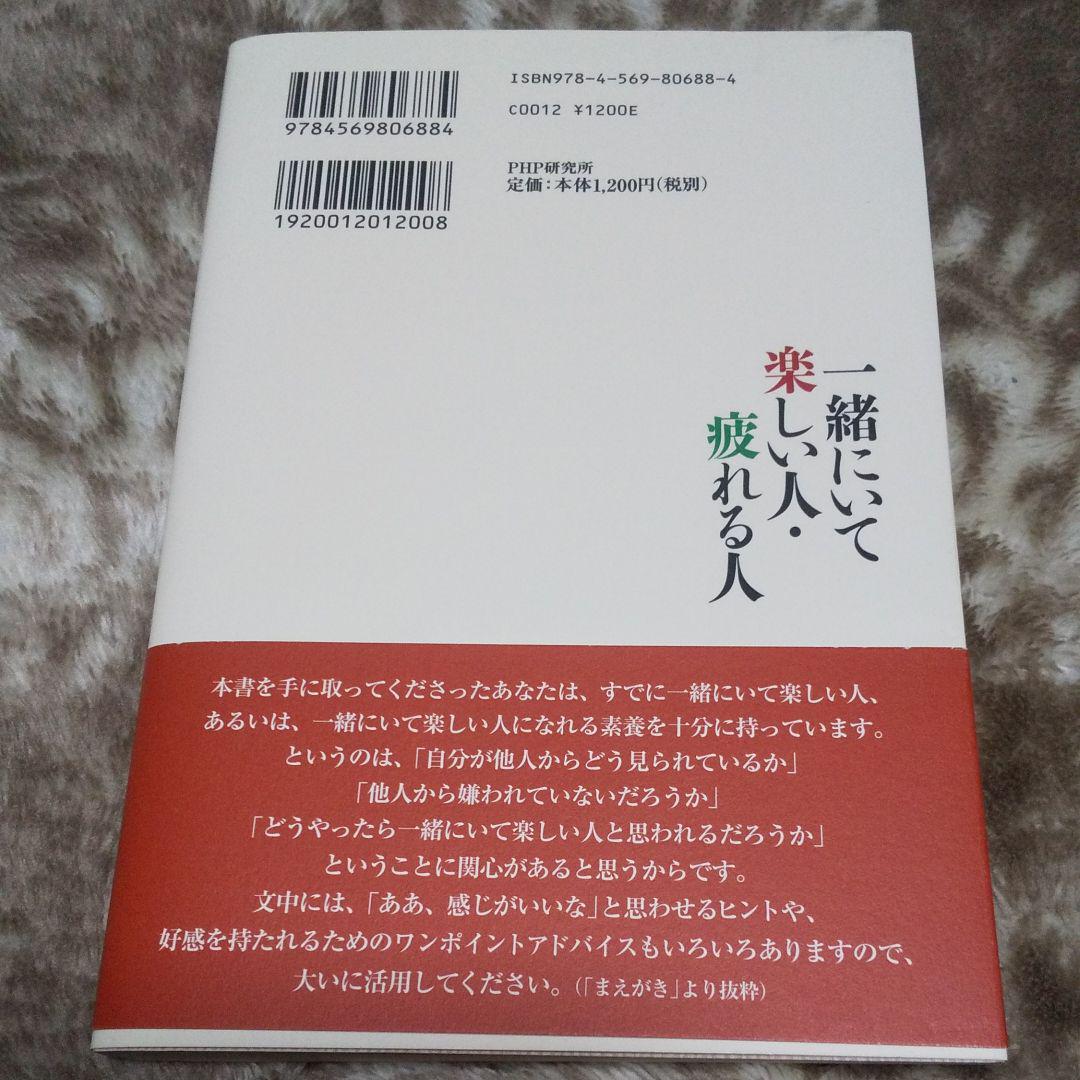 9784569806884
1920012012008
ISBN978-4-569-80688-4
C0012 ¥1200E
PHP研究所
定価：本体1,200円（税別）
一緒にいて
楽しい人・
疲れる人
本書を手に取ってくださったあなたは、すでに一緒にいて楽しい人、
あるいは、一緒にいて楽しい人になれる素養を十分に持っています。
というのは、「自分が他人からどう見られているか」
「他人から嫌われていないだろうか」
「どうやったら一緒にいて楽しい人と思われるだろうか」
ということに関心があると思うからです。
文中には、「ああ、感じがいいな」と思わせるヒントや、
好感を持たれるためのワンポイントアドバイスもいろいろありますので、
大いに活用してください。（「まえがき」より抜粋）